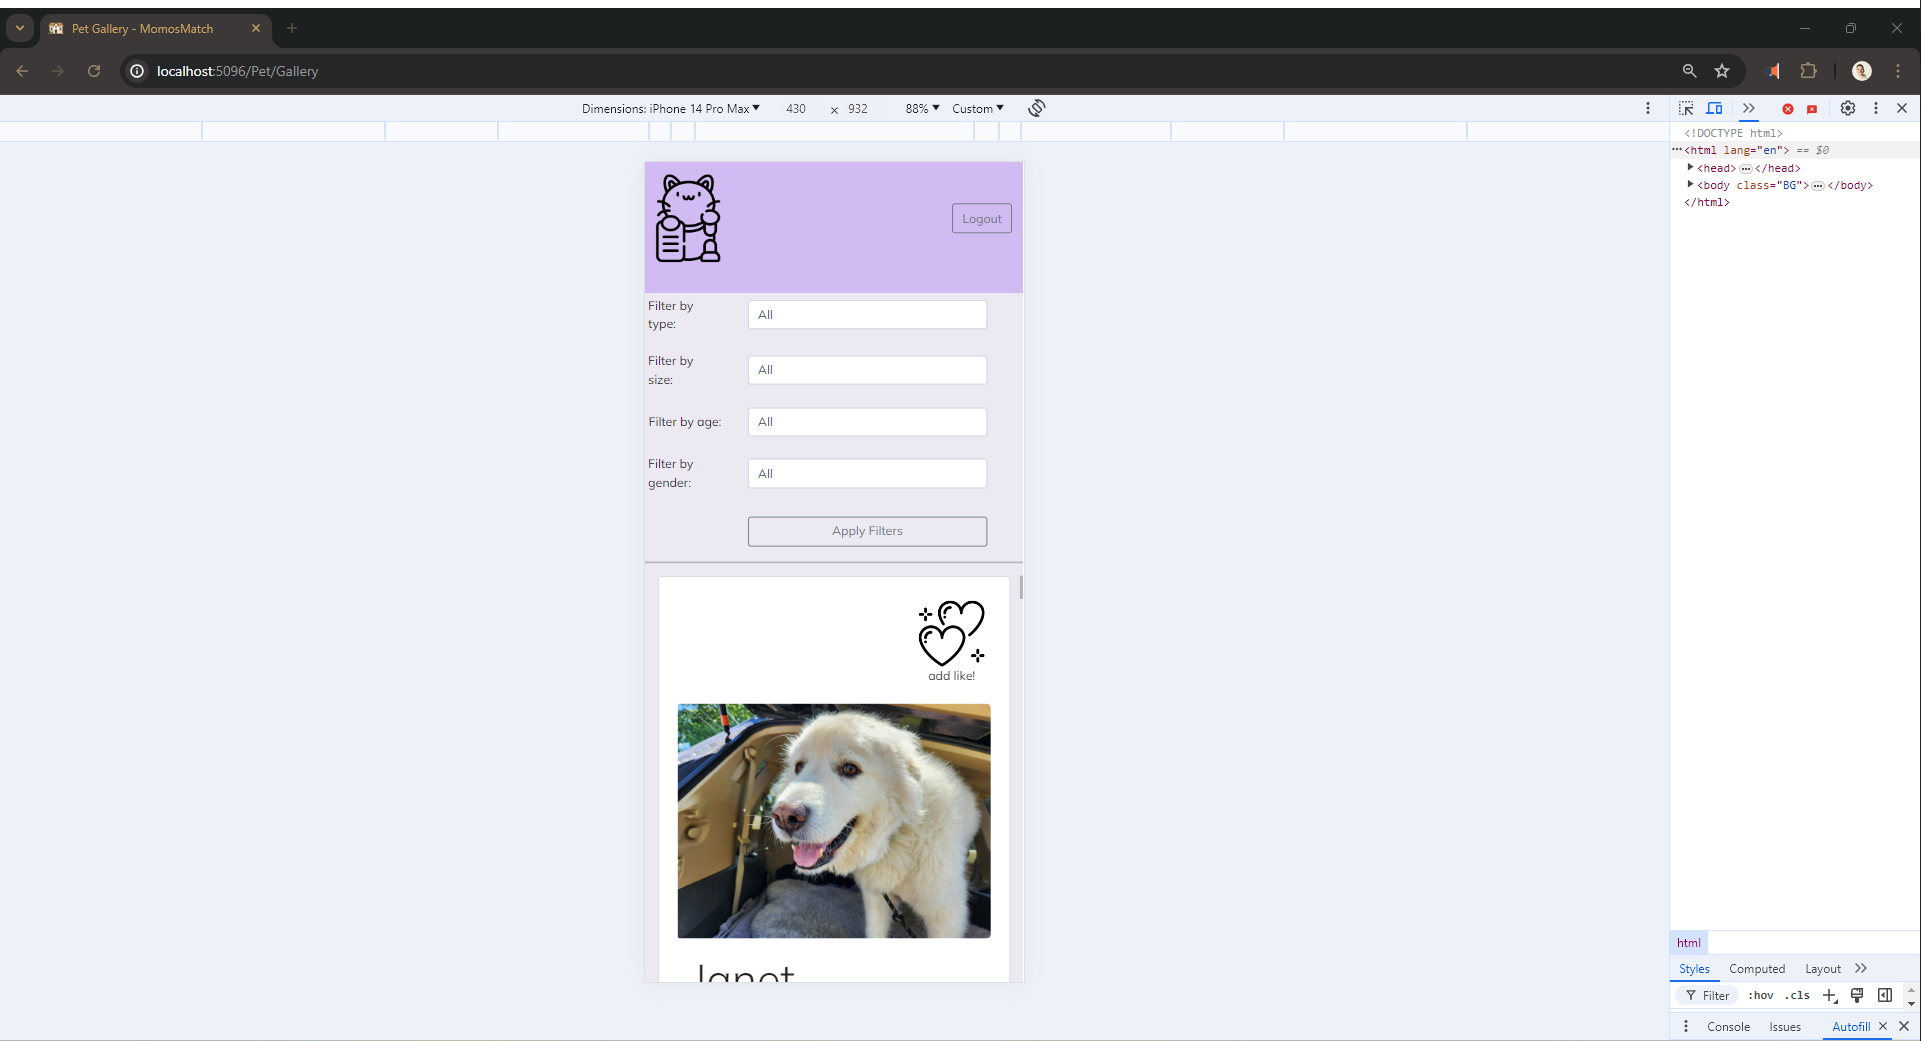 Pet Gallery - MomosMatch
localhost:5096/Pet/Gallery
Dimensions: iPhone 14 Pro Max 430 × 932 88% Custom
Logout
Filter by
type:
All
Filter by
size:
All
Filter by age:
All
Filter by
gender:
All
Apply Filters
add like!
Janet
<!DOCTYPE html>
<html lang="en"> == $0
<head> </head>
<body class="BG"> </body>
</html>
html
Styles Computed Layout
Filter :hov .cls
Console Issues Autofill